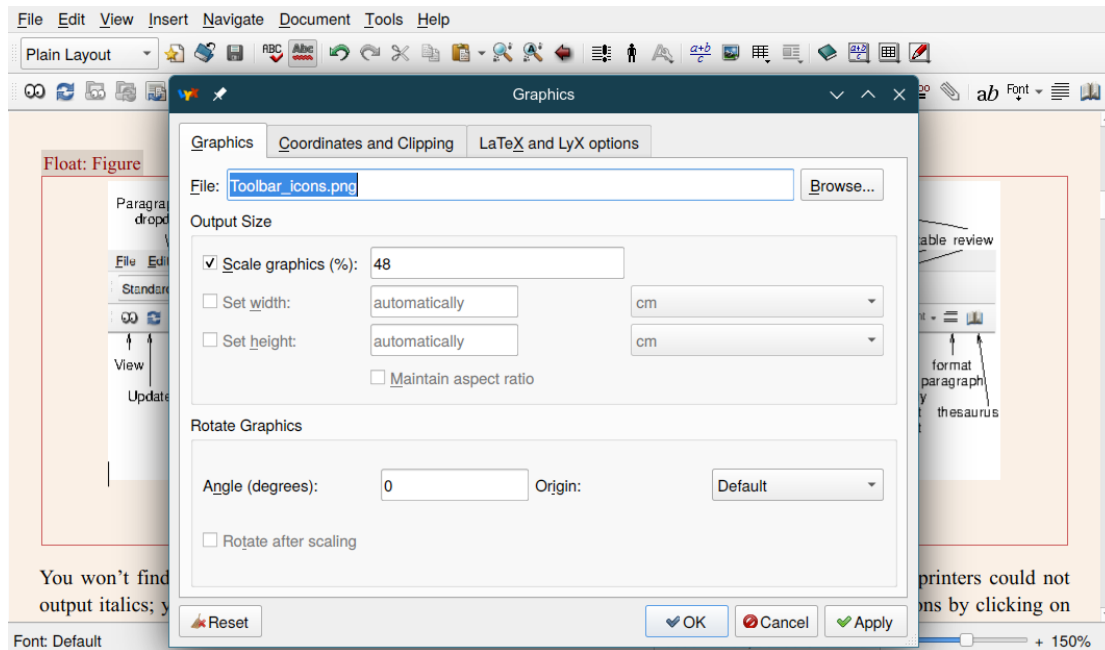 File Edit View Insert Navigate Document Tools Help
Plain Layout
Graphics
ab Font
Float: Figure
Graphics Coordinates and Clipping LaTeX and LyX options
File: Toolbar_icons.png Browse...
Output Size
Scale graphics (%): 48
Set width: automatically cm
Set height: automatically cm
Maintain aspect ratio
Rotate Graphics
Angle (degrees): 0 Origin: Default
Rotate after scaling
Reset OK Cancel Apply
able review
File Edi
Standar
View
Update
format
paragraph
thesaurus
You won't find printers could not
output italics; y ons by clicking on
Font: Default + 150%